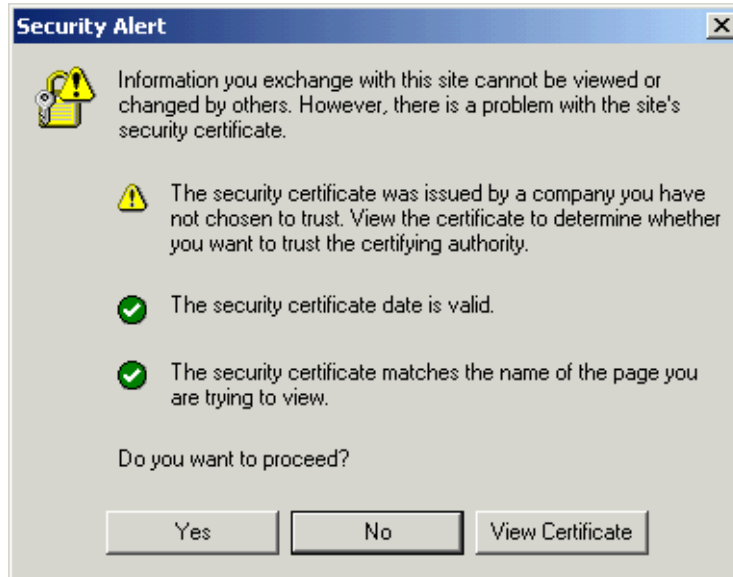 Security Alert
Information you exchange with this site cannot be viewed or
changed by others. However, there is a problem with the site's
security certificate.
The security certificate was issued by a company you have
not chosen to trust. View the certificate to determine whether
you want to trust the certifying authority.
The security certificate date is valid.
The security certificate matches the name of the page you
are trying to view.
Do you want to proceed?
Yes No View Certificate